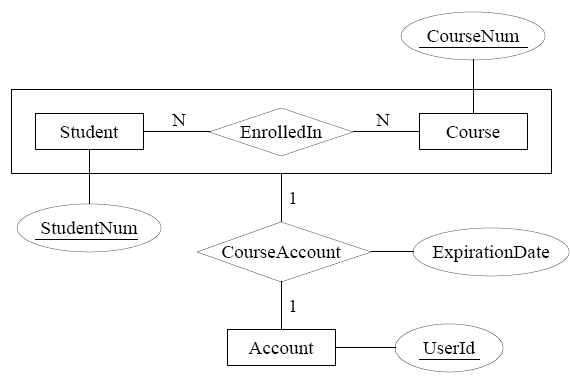 CourseNum
Student
N
EnrolledIn
N
Course
1
StudentNum
CourseAccount
ExpirationDate
1
Account
UserId